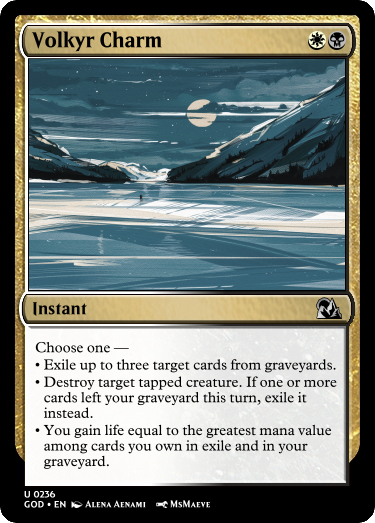 Volkyr Charm
Instant
Choose one —
• Exile up to three target cards from graveyards.
• Destroy target tapped creature. If one or more
cards left your graveyard this turn, exile it
instead.
• You gain life equal to the greatest mana value
among cards you own in exile and in your
graveyard.
U 0236
GOD • EN Alena Aenami MsMaeve